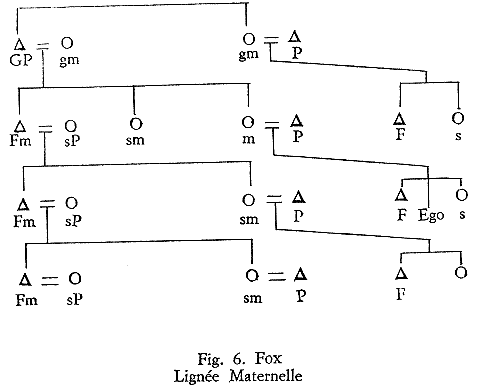 GP gm gm P
F s
Fm sP sm m P
F Ego s
Fm sP sm P
F
Fm sP sm P
Fig. 6. Fox
Lignée Maternelle